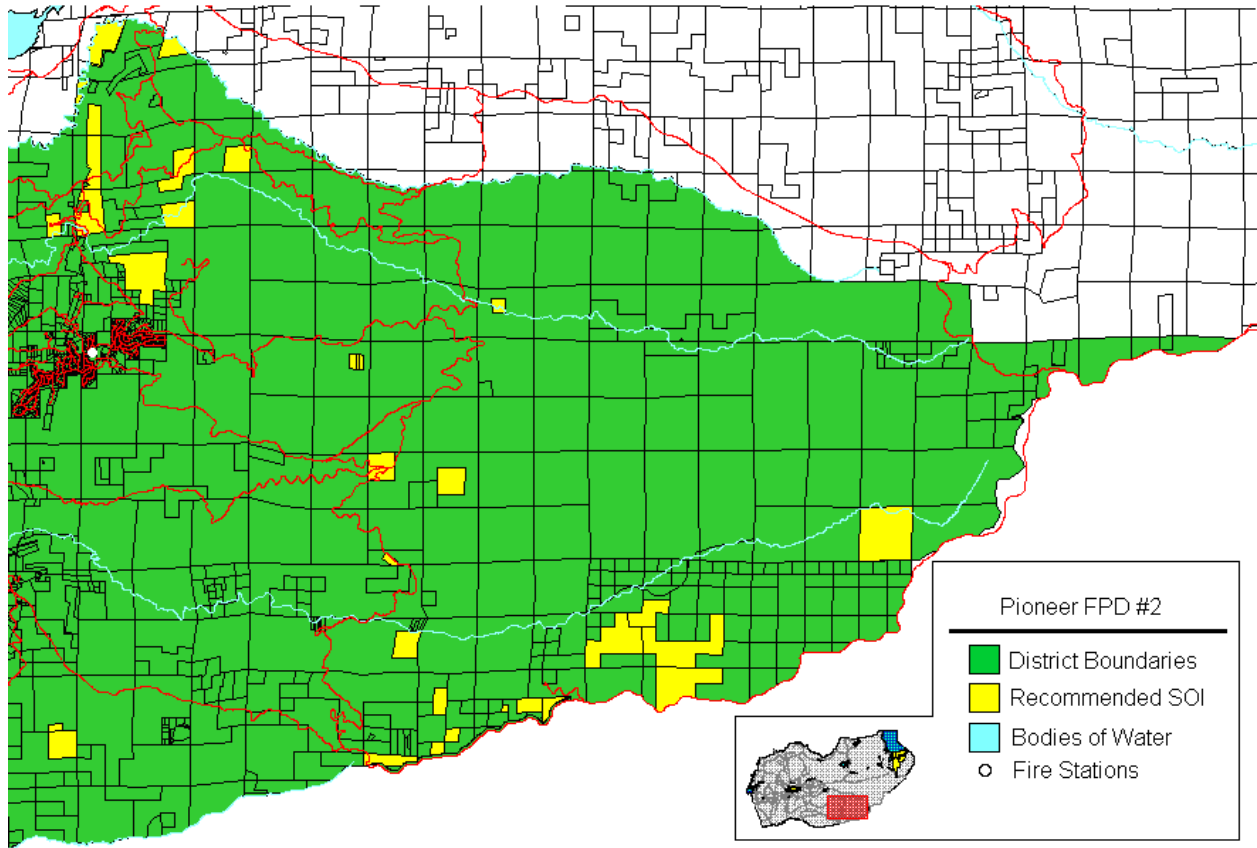 Pioneer FPD #2
District Boundaries
Recommended SOI
Bodies of Water
Fire Stations